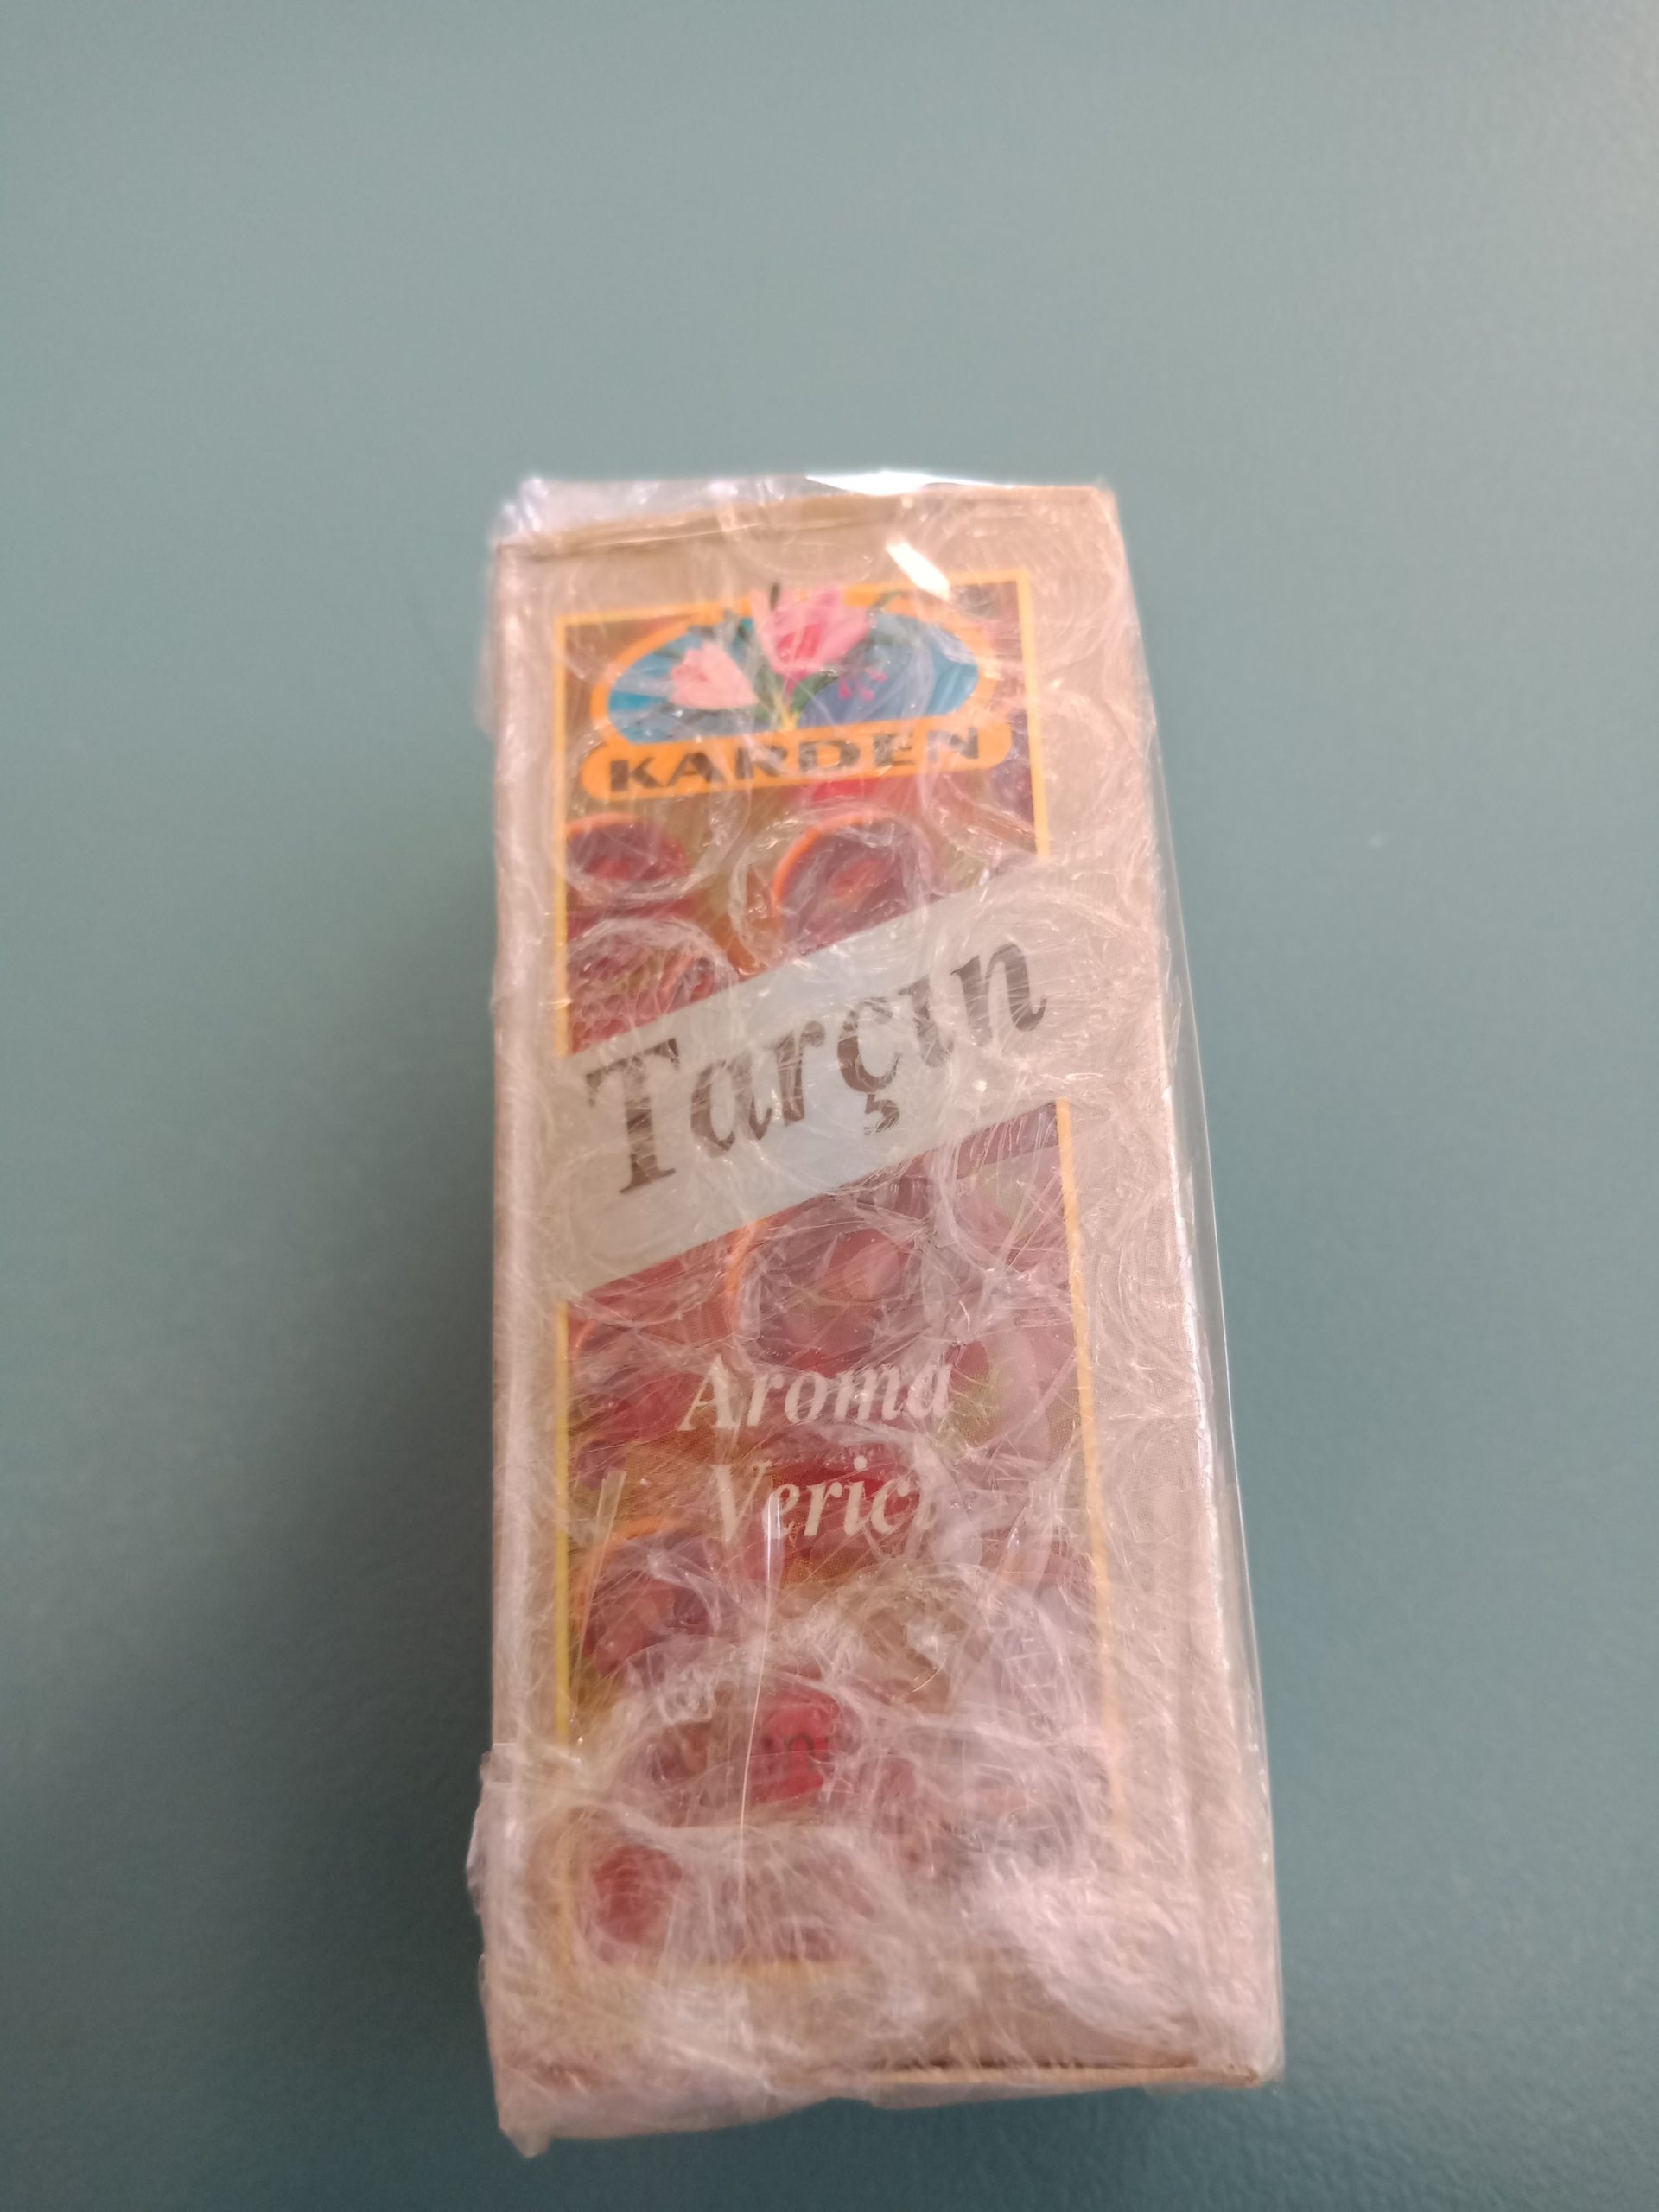 KARDEN
Tarçın
Aroma
Verici